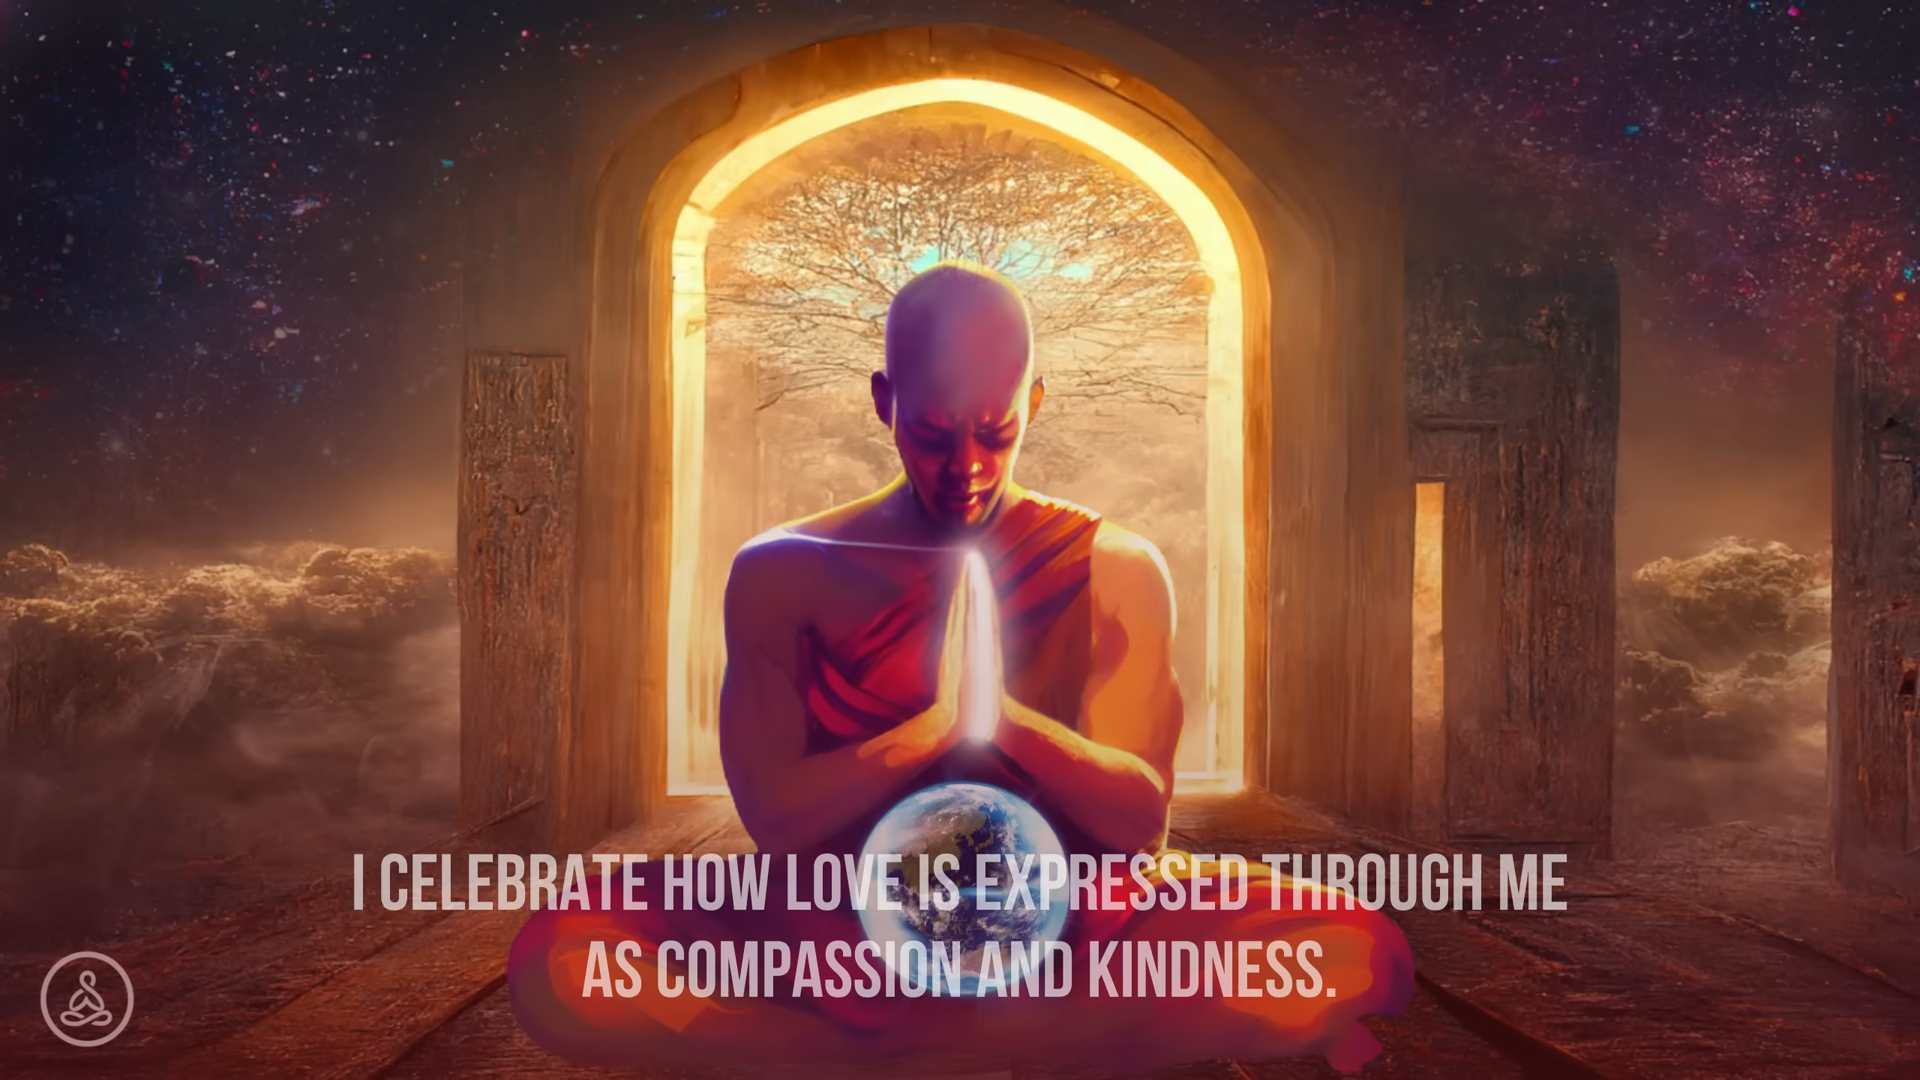 I CELEBRATE HOW LOVE IS EXPRESSED THROUGH ME
AS COMPASSION AND KINDNESS.